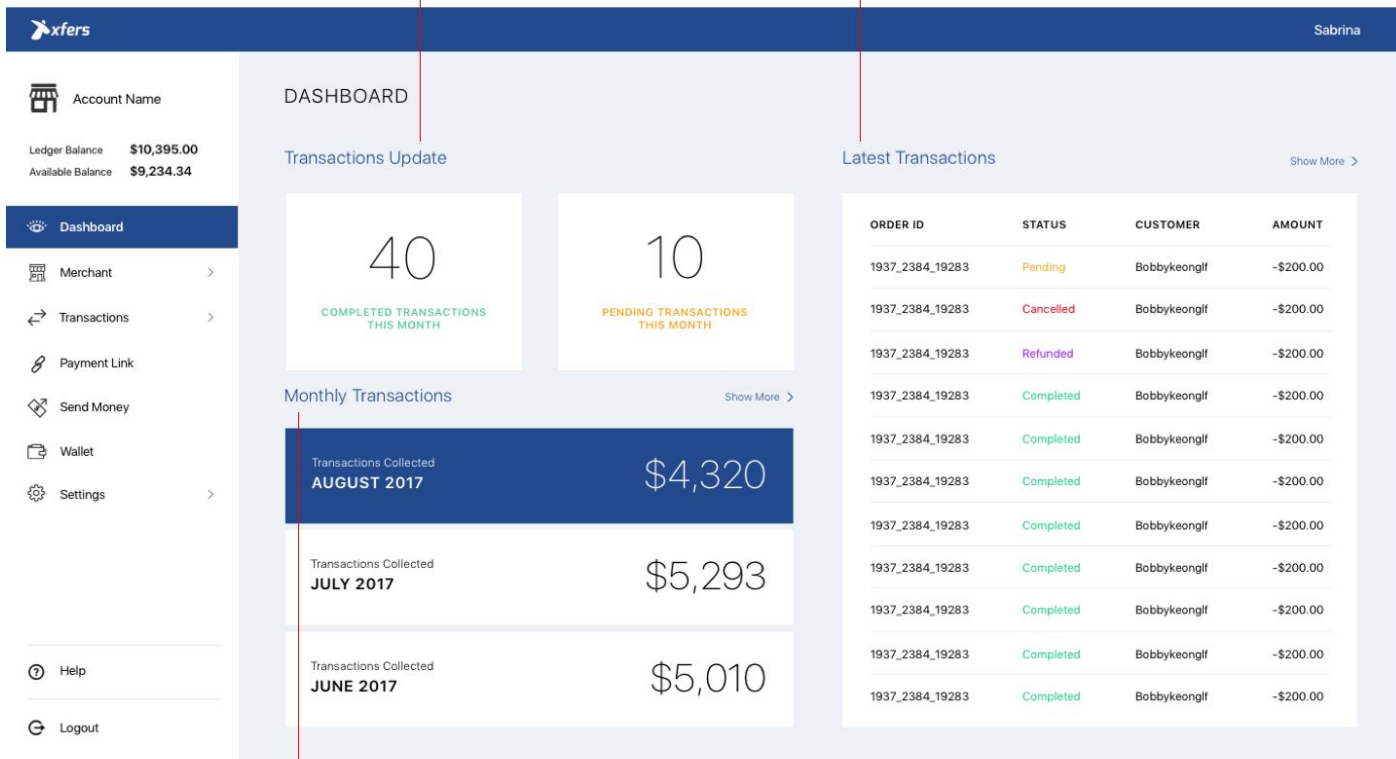 xfers
Sabrina
Account Name
Ledger Balance $10,395.00
Available Balance $9,234.34
Dashboard
Merchant
Transactions
Payment Link
Send Money
Wallet
Settings
Help
Logout
DASHBOARD
Transactions Update
40
COMPLETED TRANSACTIONS
THIS MONTH
10
PENDING TRANSACTIONS
THIS MONTH
Monthly Transactions
Show More
Transactions Collected
AUGUST 2017
$4,320
Transactions Collected
JULY 2017
$5,293
Transactions Collected
JUNE 2017
$5,010
Latest Transactions
Show More
ORDER ID STATUS CUSTOMER AMOUNT
1937_2384_19283 Pending Bobbykeonglf -$200.00
1937_2384_19283 Cancelled Bobbykeonglf -$200.00
1937_2384_19283 Refunded Bobbykeonglf -$200.00
1937_2384_19283 Completed Bobbykeonglf -$200.00
1937_2384_19283 Completed Bobbykeonglf -$200.00
1937_2384_19283 Completed Bobbykeonglf -$200.00
1937_2384_19283 Completed Bobbykeonglf -$200.00
1937_2384_19283 Completed Bobbykeonglf -$200.00
1937_2384_19283 Completed Bobbykeonglf -$200.00
1937_2384_19283 Completed Bobbykeonglf -$200.00
1937_2384_19283 Completed Bobbykeonglf -$200.00